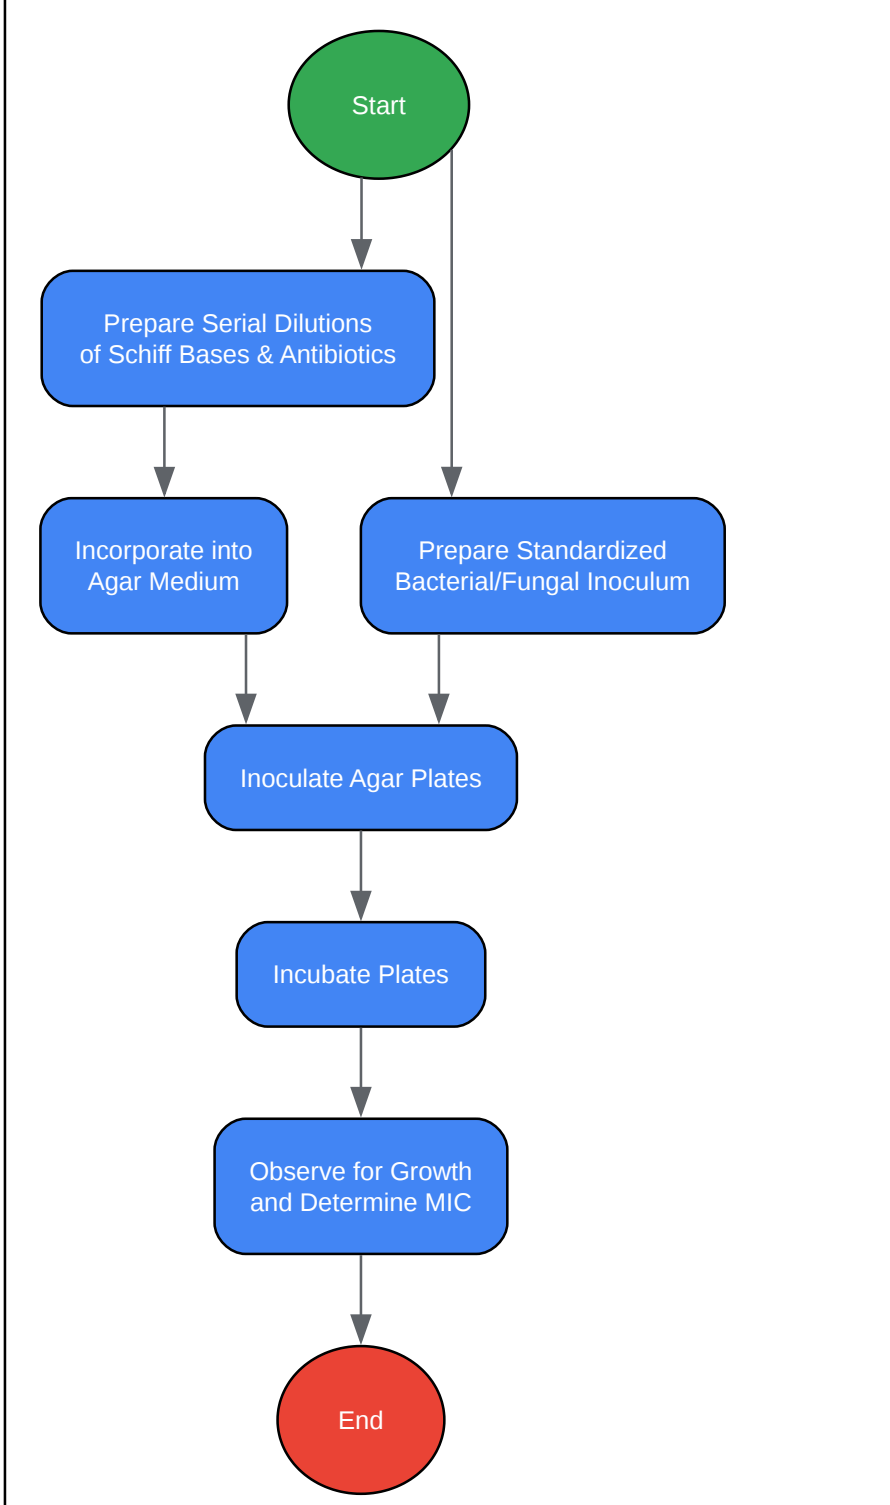 Start
Prepare Serial Dilutions
of Schiff Bases & Antibiotics
Incorporate into
Agar Medium
Prepare Standardized
Bacterial/Fungal Inoculum
Inoculate Agar Plates
Incubate Plates
Observe for Growth
and Determine MIC
End